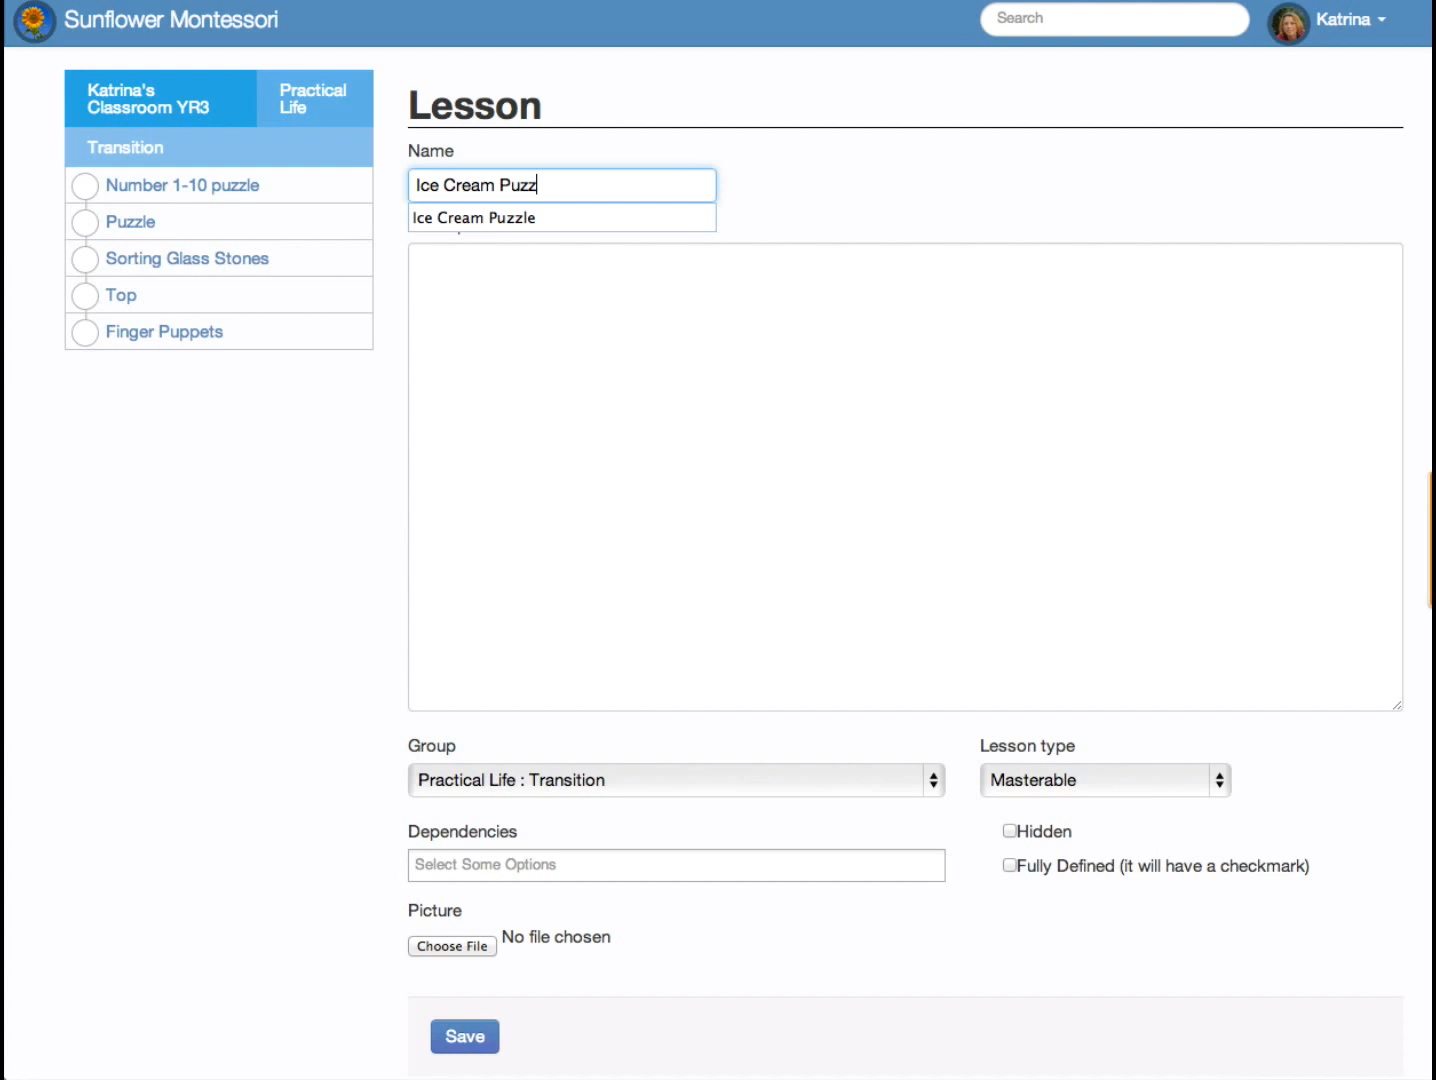 Sunflower Montessori
Search
Katrina
Katrina's
Classroom YR3
Practical
Life
Transition
Number 1-10 puzzle
Puzzle
Sorting Glass Stones
Top
Finger Puppets
Lesson
Name
Ice Cream Puzz
Ice Cream Puzzle
Group
Lesson type
Practical Life : Transition
Masterable
Dependencies
Hidden
Select Some Options
Fully Defined (it will have a checkmark)
Picture
Choose File No file chosen
Save